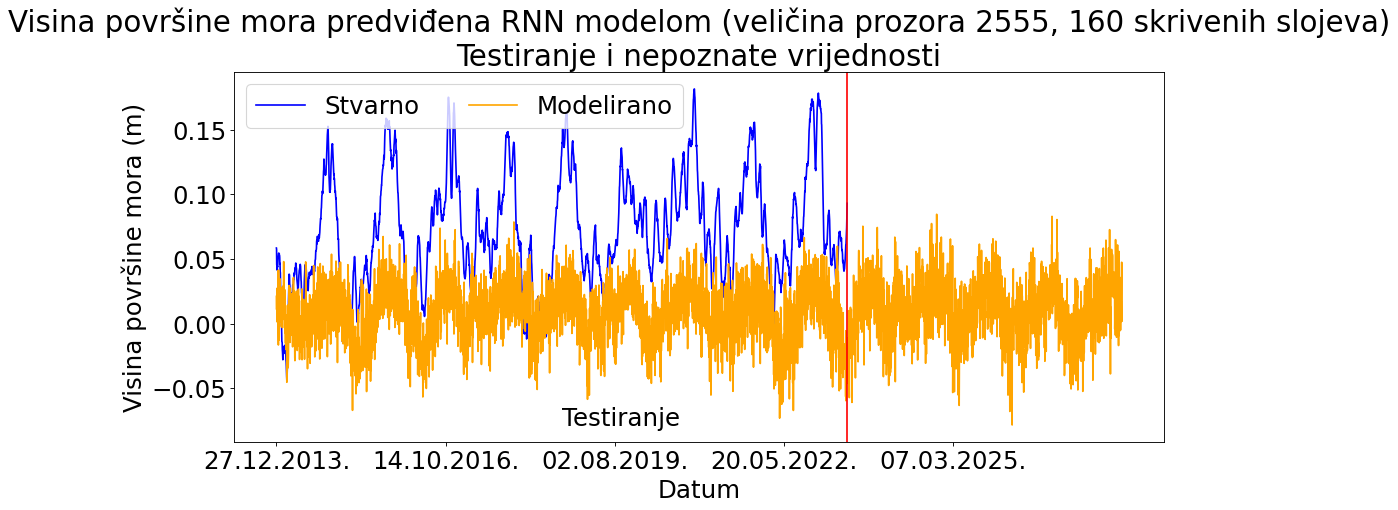 Visina površine mora predviđena RNN modelom (veličina prozora 2555, 160 skrivenih slojeva)
Testiranje i nepoznate vrijednosti
Stvarno
Modelirano
Visina površine mora (m)
0.15
0.10
0.05
0.00
−0.05
Testiranje
27.12.2013.
14.10.2016.
02.08.2019.
20.05.2022.
07.03.2025.
Datum